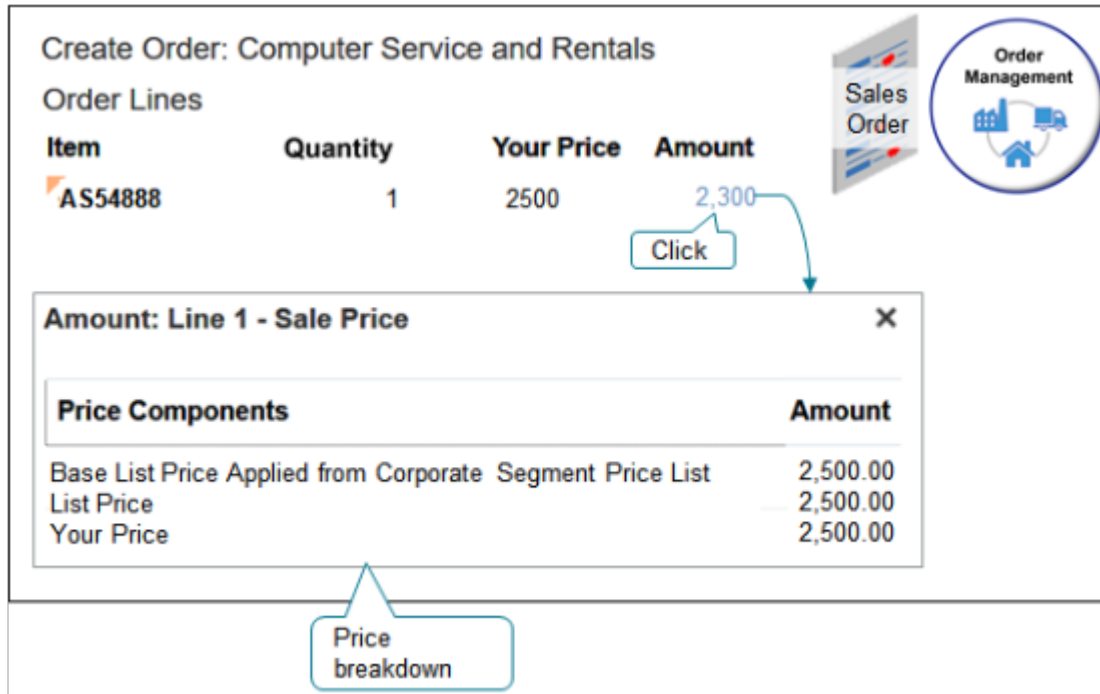 Create Order: Computer Service and Rentals
Order Lines
Item Quantity Your Price Amount
AS54888 1 2500 2,300
Click
Sales
Order
Order
Management
Amount: Line 1 - Sale Price ×
Price Components Amount
Base List Price Applied from Corporate Segment Price List 2,500.00
List Price 2,500.00
Your Price 2,500.00
Price
breakdown